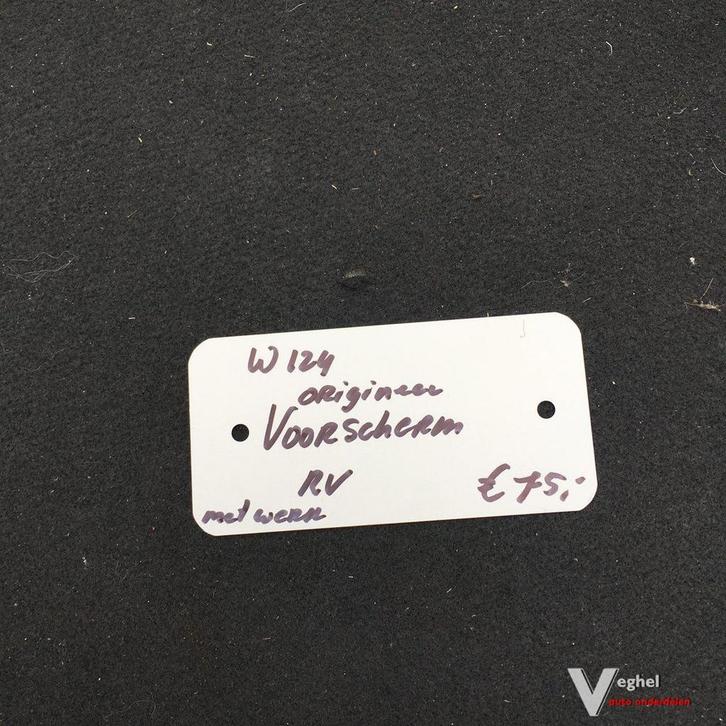 W124
origineel
Voorscherm
RV
€ 75,-
met werk
Veghel
auto onderdelen